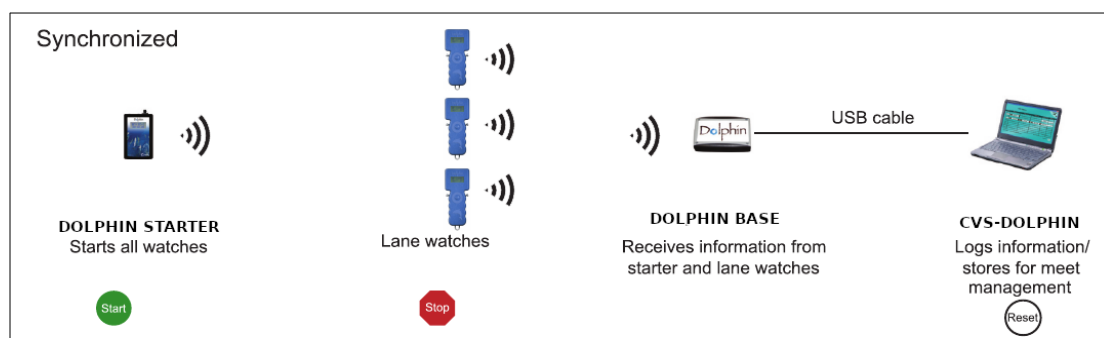 Synchronized
Dolphin
USB cable
DOLPHIN STARTER
Starts all watches
Lane watches
DOLPHIN BASE
Receives information from
starter and lane watches
CVS-DOLPHIN
Logs information/
stores for meet
management
Start
Stop
Reset